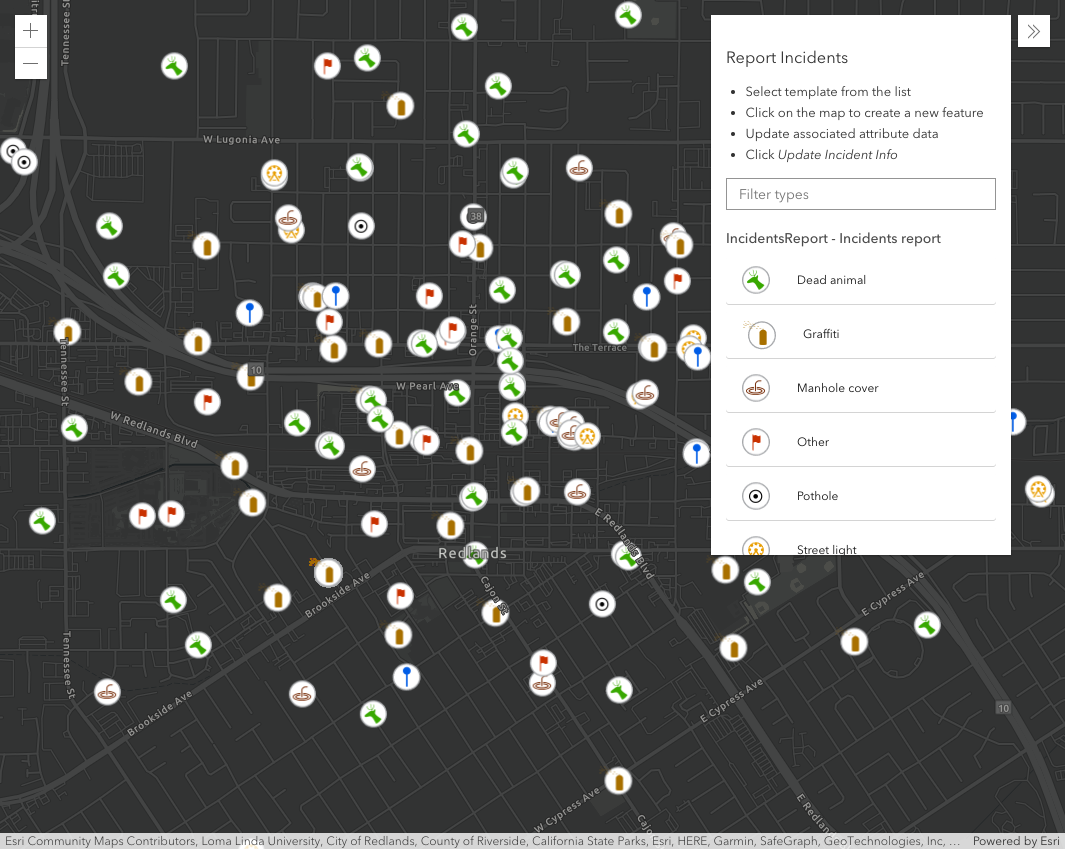 Tennessee St
W Lugonia Ave
38
Orange St
The Terrace
10
W Pearl Ave
Tennessee St
W Redlands Blvd
E Redlands Blvd
Redlands
Cajon St
Brookside Ave
E Cypress Ave
Tennessee St
Brookside Ave
E Cypress Ave
10
W Cypress Ave
Report Incidents
Select template from the list
Click on the map to create a new feature
Update associated attribute data
Click Update Incident Info
Filter types
IncidentsReport - Incidents report
Dead animal
Graffiti
Manhole cover
Other
Pothole
Street light
Esri Community Maps Contributors, Loma Linda University, City of Redlands, County of Riverside, California State Parks, Esri, HERE, Garmin, SafeGraph, GeoTechnologies, Inc, ...
Powered by Esri